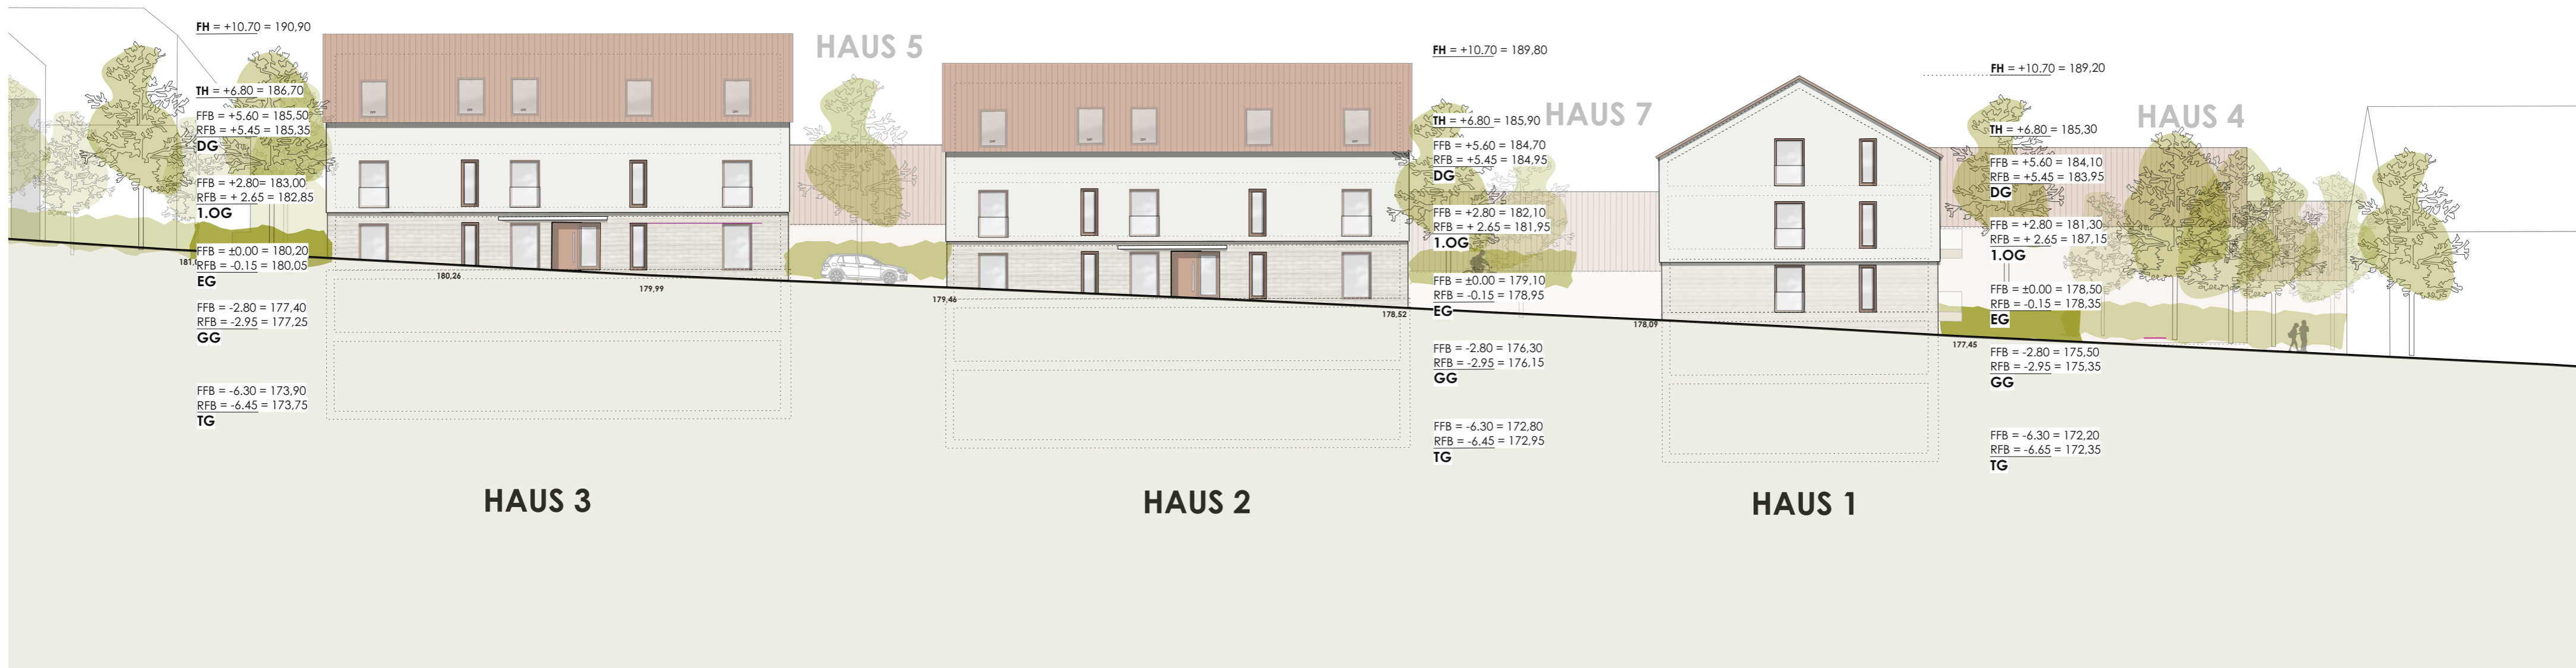 FH = +10.70 = 190,90
TH = +6.80 = 186,70
FFB = +5.60 = 185,50
RFB = +5.45 = 185,35
DG
FFB = +2.80= 183,00
RFB = + 2.65 = 182,85
1.OG
FFB = ±0.00 = 180,20
RFB = -0.15 = 180,05
EG
FFB = -2.80 = 177,40
RFB = -2.95 = 177,25
GG
FFB = -6.30 = 173,90
RFB = -6.45 = 173,75
TG
180,26
179,99
HAUS 3
HAUS 5
179,46
178,52
HAUS 2
FH = +10.70 = 189,80
TH = +6.80 = 185,90
FFB = +5.60 = 184,70
RFB = +5.45 = 184,95
DG
FFB = +2.80 = 182,10
RFB = + 2.65 = 181,95
1.OG
FFB = ±0.00 = 179,10
RFB = -0.15 = 178,95
EG
FFB = -2.80 = 176,30
RFB = -2.95 = 176,15
GG
FFB = -6.30 = 172,80
RFB = -6.45 = 172,95
TG
HAUS 7
178,09
177,45
HAUS 1
FH = +10.70 = 189,20
TH = +6.80 = 185,30
FFB = +5.60 = 184,10
RFB = +5.45 = 183,95
DG
FFB = +2.80 = 181,30
RFB = + 2.65 = 187,15
1.OG
FFB = ±0.00 = 178,50
RFB = -0.15 = 178,35
EG
FFB = -2.80 = 175,50
RFB = -2.95 = 175,35
GG
FFB = -6.30 = 172,20
RFB = -6.65 = 172,35
TG
HAUS 4